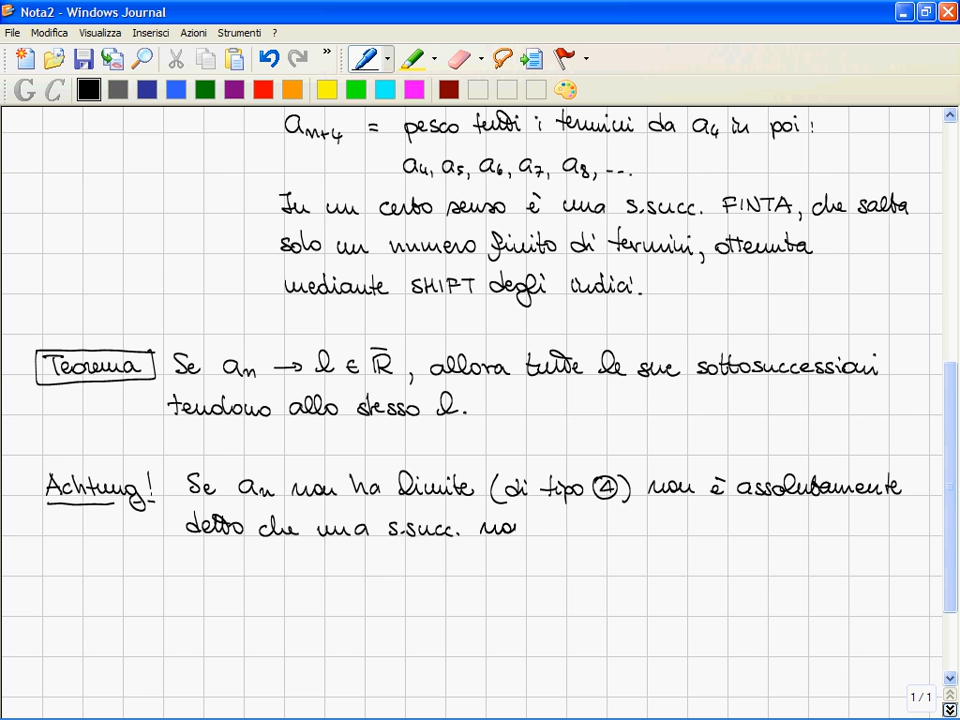 Nota2 - Windows Journal
File Modifica Visualizza Inserisci Azioni Strumenti ?
G C
a_{n+4} = pesco tutti i termini da a_4 in poi:
a_4, a_5, a_6, a_7, a_8, ...
In un certo senso è una s.succ. FINTA, che salta
solo un numero finito di termini, ottenuta
mediante SHIFT degli indici.
Teorema Se a_n → l ∈ R̅, allora tutte le sue sottosuccessioni
tendono allo stesso l.
Achtung! Se a_n non ha limite (di tipo ④) non è assolutamente
detto che una s.succ. no
1 / 1